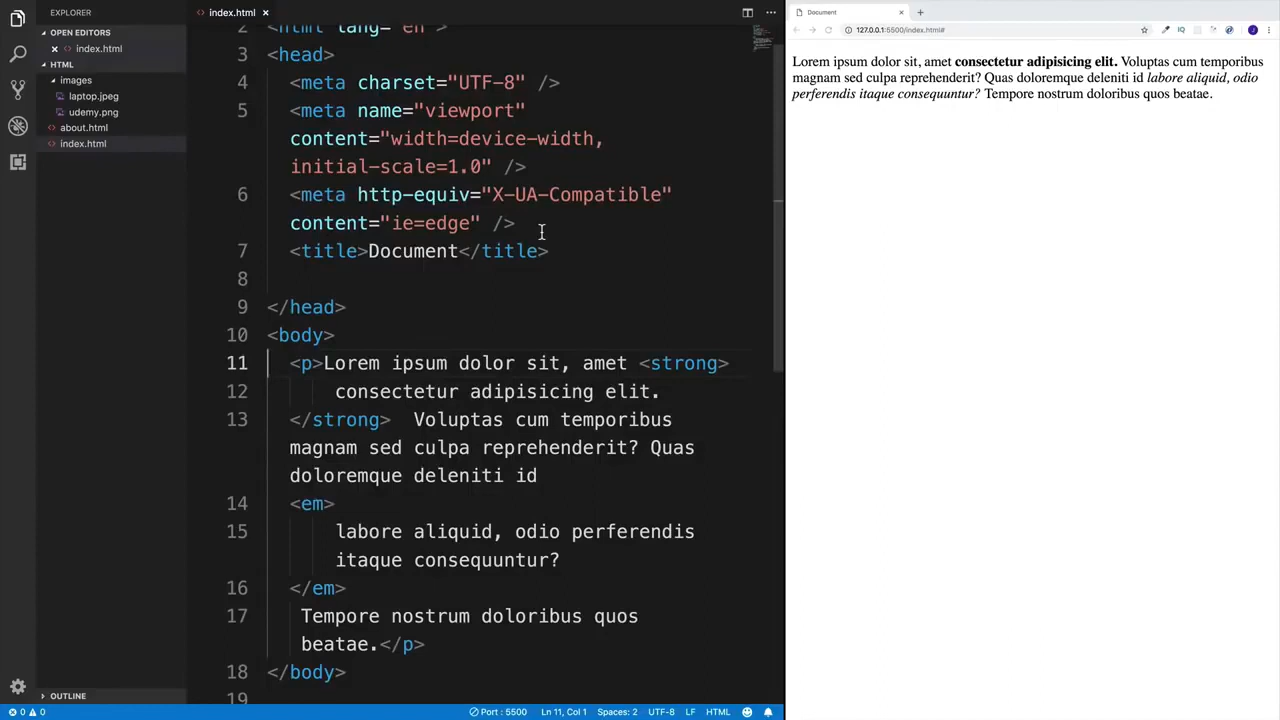 EXPLORER
OPEN EDITORS
index.html
HTML
images
laptop.jpeg
udemy.png
about.html
index.html
OUTLINE
index.html
2 <html lang="en">
3 <head>
4 <meta charset="UTF-8" />
5 <meta name="viewport"
content="width=device-width,
initial-scale=1.0" />
6 <meta http-equiv="X-UA-Compatible"
content="ie=edge" />
7 <title>Document</title>
8
9 </head>
10 <body>
11 <p>Lorem ipsum dolor sit, amet <strong>
12 consectetur adipisicing elit.
13 </strong> Voluptas cum temporibus
magnam sed culpa reprehenderit? Quas
doloremque deleniti id
14 <em>
15 labore aliquid, odio perferendis
itaque consequuntur?
16 </em>
17 Tempore nostrum doloribus quos
beatae.</p>
18 </body>
19
0 0 Port : 5500 Ln 11, Col 1 Spaces: 2 UTF-8 LF HTML
Document
127.0.0.1:5500/index.html#
IQ
J
Lorem ipsum dolor sit, amet consectetur adipisicing elit. Voluptas cum temporibus
magnam sed culpa reprehenderit? Quas doloremque deleniti id labore aliquid, odio
perferendis itaque consequuntur? Tempore nostrum doloribus quos beatae.